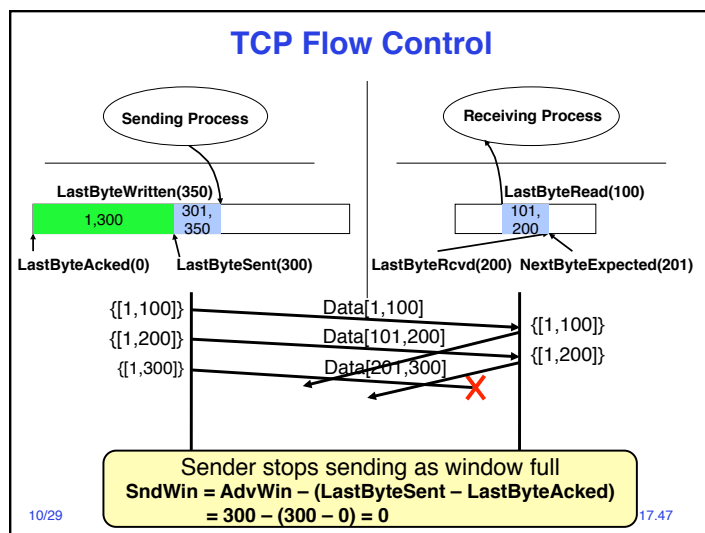 TCP Flow Control
Sending Process
Receiving Process
LastByteWritten(350)
LastByteRead(100)
1,300
301,
350
101,
200
LastByteAcked(0)
LastByteSent(300)
LastByteRcvd(200)
NextByteExpected(201)
{[1,100]}
Data[1,100]
{[1,100]}
{[1,200]}
Data[101,200]
{[1,200]}
{[1,300]}
Data[201,300]
Sender stops sending as window full
SndWin = AdvWin – (LastByteSent – LastByteAcked)
= 300 – (300 – 0) = 0
10/29
17.47